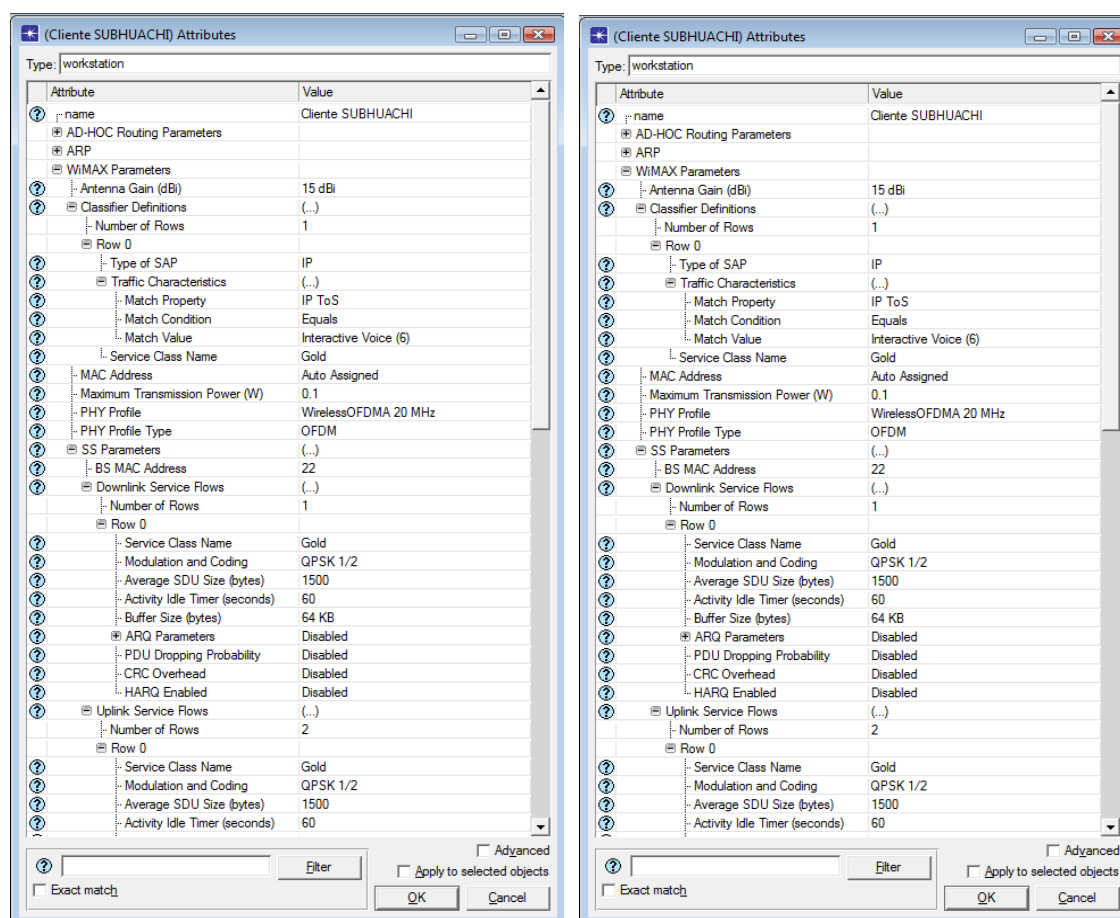 (Cliente SUBHUACHI) Attributes
Type: workstation
Attribute Value
name Cliente SUBHUACHI
AD-HOC Routing Parameters
ARP
WiMAX Parameters
Antenna Gain (dBi) 15 dBi
Classifier Definitions (...)
Number of Rows 1
Row 0
Type of SAP IP
Traffic Characteristics (...)
Match Property IP ToS
Match Condition Equals
Match Value Interactive Voice (6)
Service Class Name Gold
MAC Address Auto Assigned
Maximum Transmission Power (W) 0.1
PHY Profile WirelessOFDMA 20 MHz
PHY Profile Type OFDM
SS Parameters (...)
BS MAC Address 22
Downlink Service Flows (...)
Number of Rows 1
Row 0
Service Class Name Gold
Modulation and Coding QPSK 1/2
Average SDU Size (bytes) 1500
Activity Idle Timer (seconds) 60
Buffer Size (bytes) 64 KB
ARQ Parameters Disabled
PDU Dropping Probability Disabled
CRC Overhead Disabled
HARQ Enabled Disabled
Uplink Service Flows (...)
Number of Rows 2
Row 0
Service Class Name Gold
Modulation and Coding QPSK 1/2
Average SDU Size (bytes) 1500
Activity Idle Timer (seconds) 60
Advanced
Filter
Apply to selected objects
Exact match
OK Cancel
(Cliente SUBHUACHI) Attributes
Type: workstation
Attribute Value
name Cliente SUBHUACHI
AD-HOC Routing Parameters
ARP
WiMAX Parameters
Antenna Gain (dBi) 15 dBi
Classifier Definitions (...)
Number of Rows 1
Row 0
Type of SAP IP
Traffic Characteristics (...)
Match Property IP ToS
Match Condition Equals
Match Value Interactive Voice (6)
Service Class Name Gold
MAC Address Auto Assigned
Maximum Transmission Power (W) 0.1
PHY Profile WirelessOFDMA 20 MHz
PHY Profile Type OFDM
SS Parameters (...)
BS MAC Address 22
Downlink Service Flows (...)
Number of Rows 1
Row 0
Service Class Name Gold
Modulation and Coding QPSK 1/2
Average SDU Size (bytes) 1500
Activity Idle Timer (seconds) 60
Buffer Size (bytes) 64 KB
ARQ Parameters Disabled
PDU Dropping Probability Disabled
CRC Overhead Disabled
HARQ Enabled Disabled
Uplink Service Flows (...)
Number of Rows 2
Row 0
Service Class Name Gold
Modulation and Coding QPSK 1/2
Average SDU Size (bytes) 1500
Activity Idle Timer (seconds) 60
Advanced
Filter
Apply to selected objects
Exact match
OK Cancel